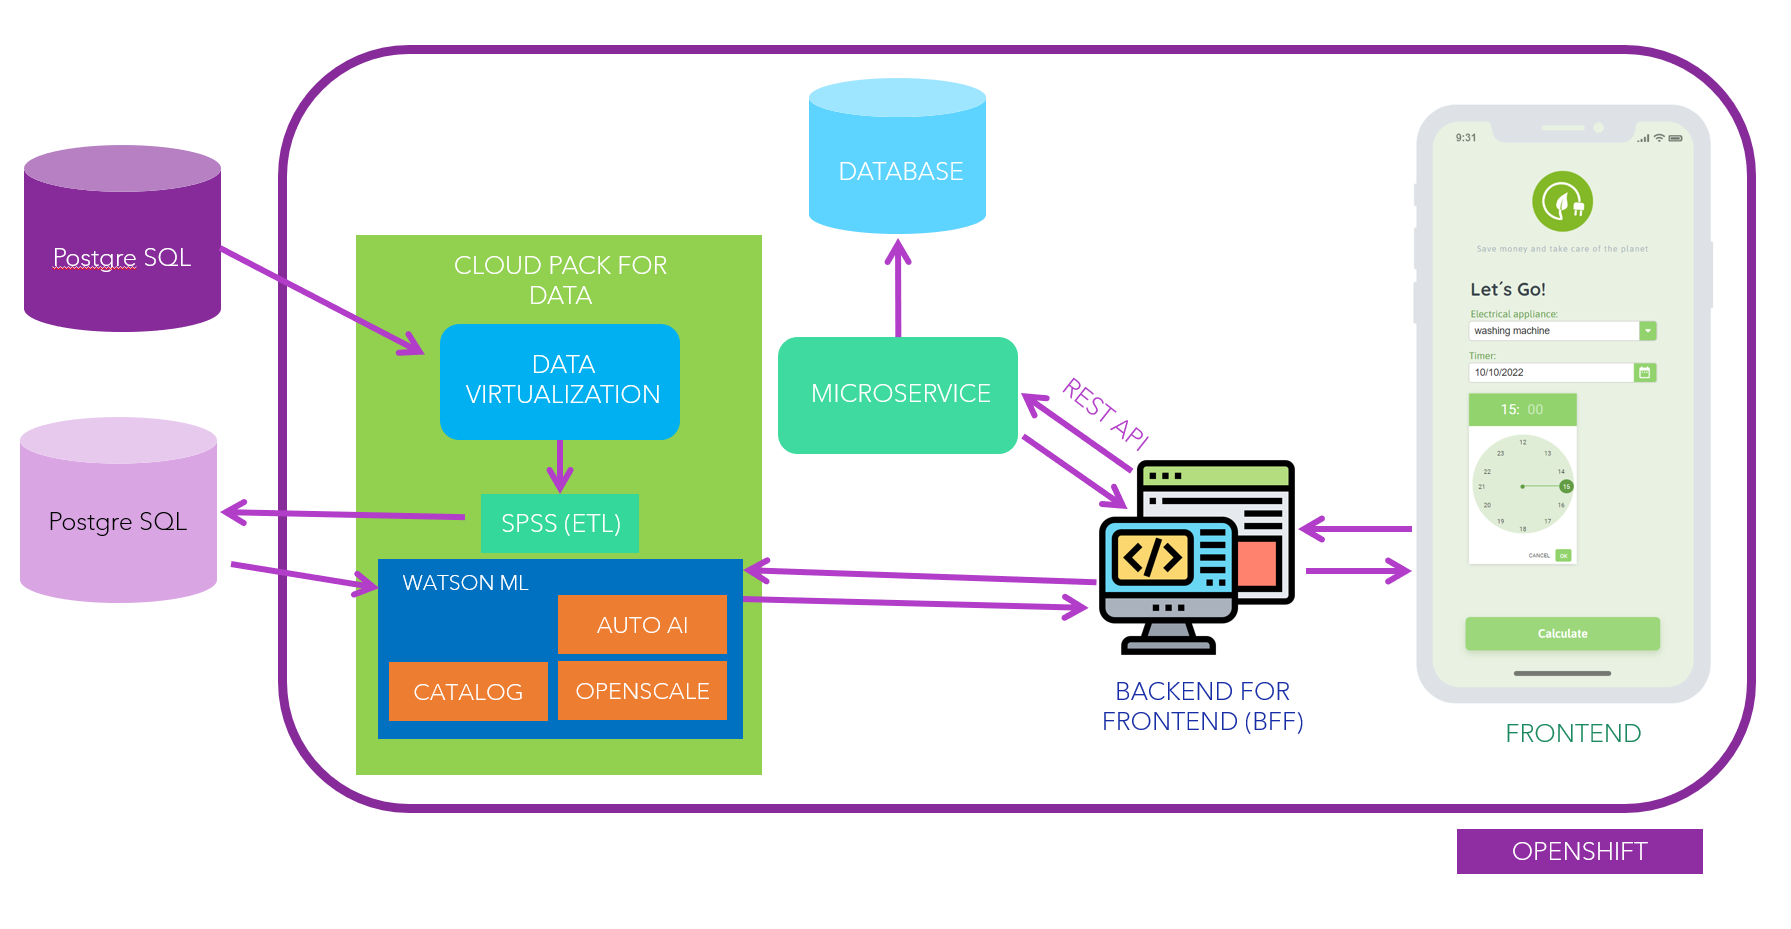 DATABASE
Postgre SQL
CLOUD PACK FOR
DATA
DATA
VIRTUALIZATION
MICROSERVICE
REST API
Postgre SQL
SPSS (ETL)
WATSON ML
AUTO AI
CATALOG
OPENSCALE
BACKEND FOR
FRONTEND (BFF)
9:31
Save money and take care of the planet
Let´s Go!
Electrical appliance:
washing machine
Timer:
10/10/2022
15: 00
12
23
13
22
14
21
15
20
16
19
17
18
CANCEL
OK
Calculate
FRONTEND
OPENSHIFT